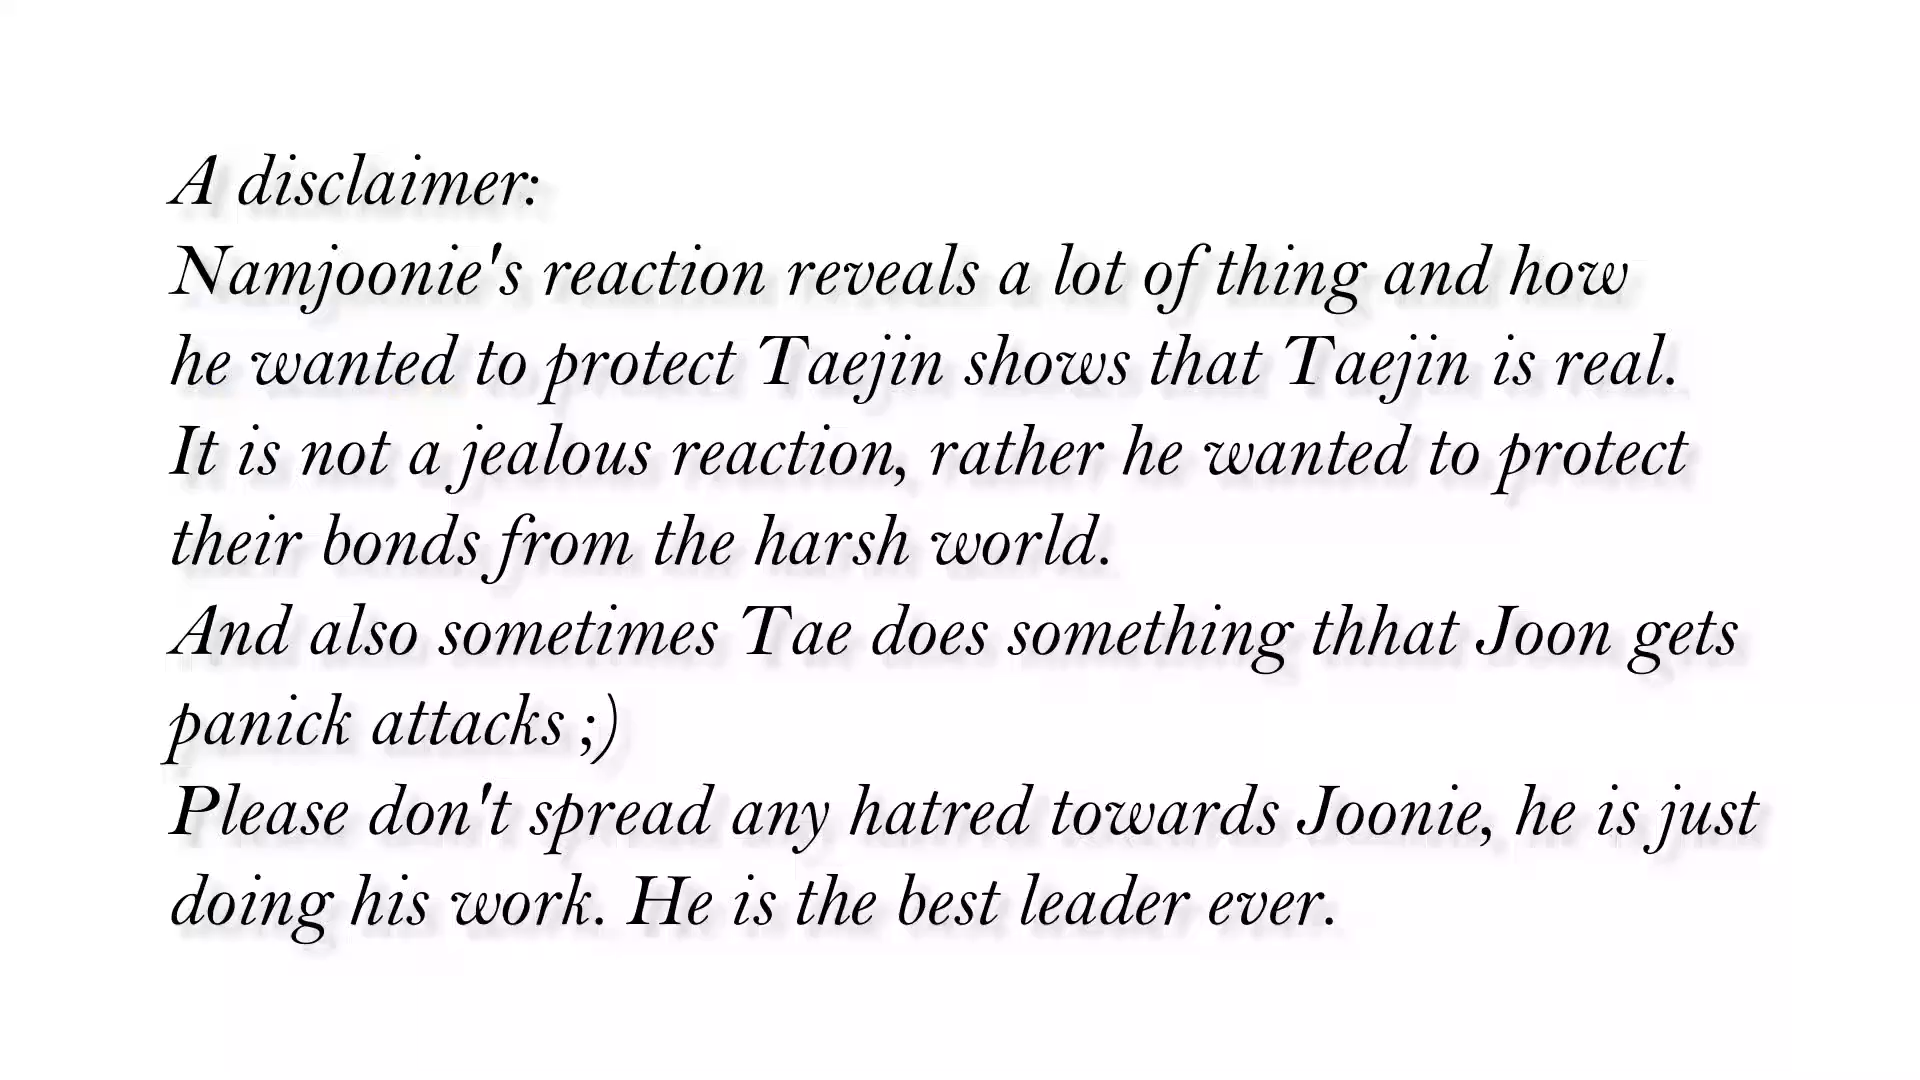 A disclaimer:
Namjoonie's reaction reveals a lot of thing and how
he wanted to protect Taejin shows that Taejin is real.
It is not a jealous reaction, rather he wanted to protect
their bonds from the harsh world.
And also sometimes Tae does something thhat Joon gets
panick attacks ;)
Please don't spread any hatred towards Joonie, he is just
doing his work. He is the best leader ever.